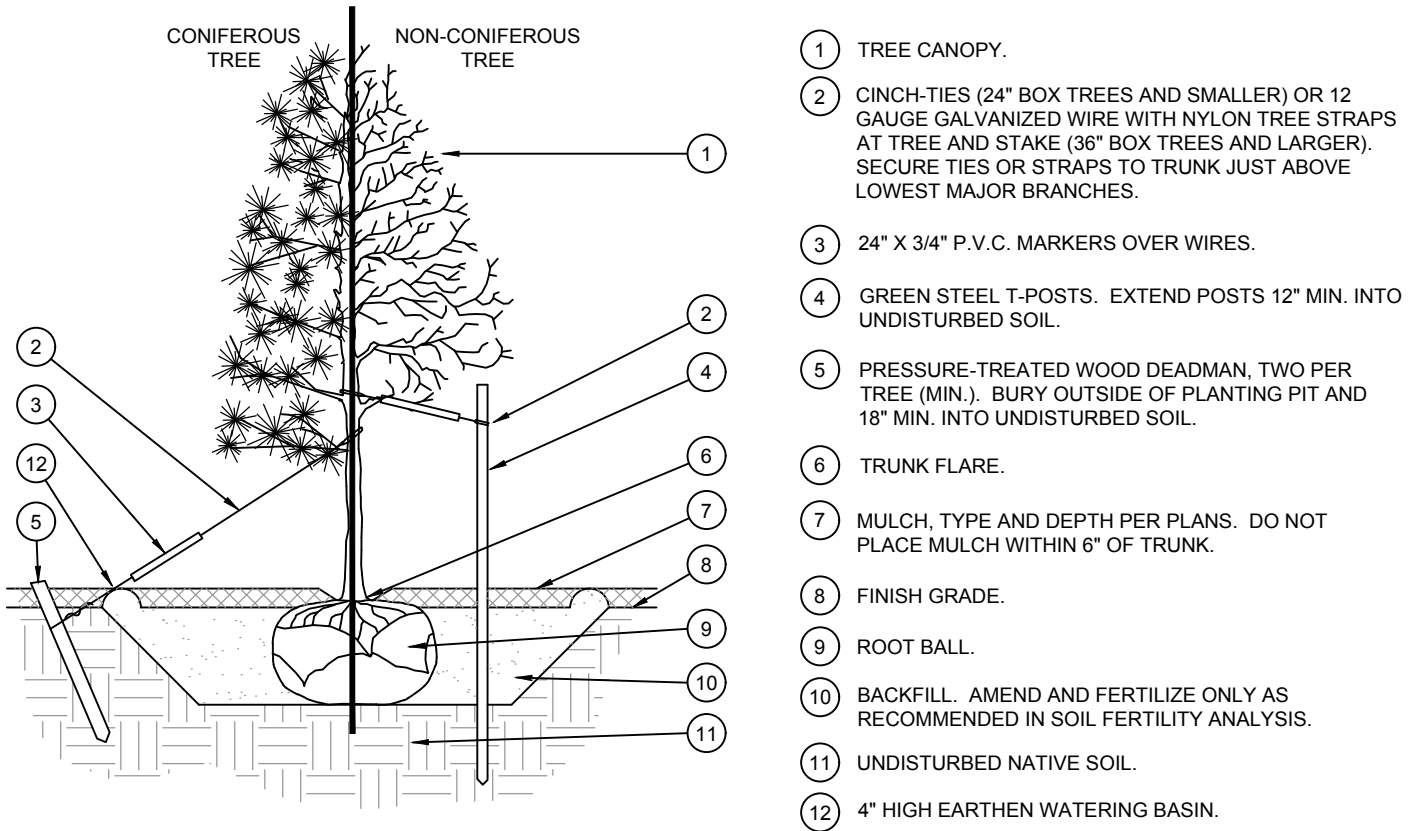 CONIFEROUS
TREE
NON-CONIFEROUS
TREE
1
2
4
6
7
8
9
10
11
2
3
12
5
1 TREE CANOPY.
2 CINCH-TIES (24" BOX TREES AND SMALLER) OR 12
GAUGE GALVANIZED WIRE WITH NYLON TREE STRAPS
AT TREE AND STAKE (36" BOX TREES AND LARGER).
SECURE TIES OR STRAPS TO TRUNK JUST ABOVE
LOWEST MAJOR BRANCHES.
3 24" X 3/4" P.V.C. MARKERS OVER WIRES.
4 GREEN STEEL T-POSTS. EXTEND POSTS 12" MIN. INTO
UNDISTURBED SOIL.
5 PRESSURE-TREATED WOOD DEADMAN, TWO PER
TREE (MIN.). BURY OUTSIDE OF PLANTING PIT AND
18" MIN. INTO UNDISTURBED SOIL.
6 TRUNK FLARE.
7 MULCH, TYPE AND DEPTH PER PLANS. DO NOT
PLACE MULCH WITHIN 6" OF TRUNK.
8 FINISH GRADE.
9 ROOT BALL.
10 BACKFILL. AMEND AND FERTILIZE ONLY AS
RECOMMENDED IN SOIL FERTILITY ANALYSIS.
11 UNDISTURBED NATIVE SOIL.
12 4" HIGH EARTHEN WATERING BASIN.